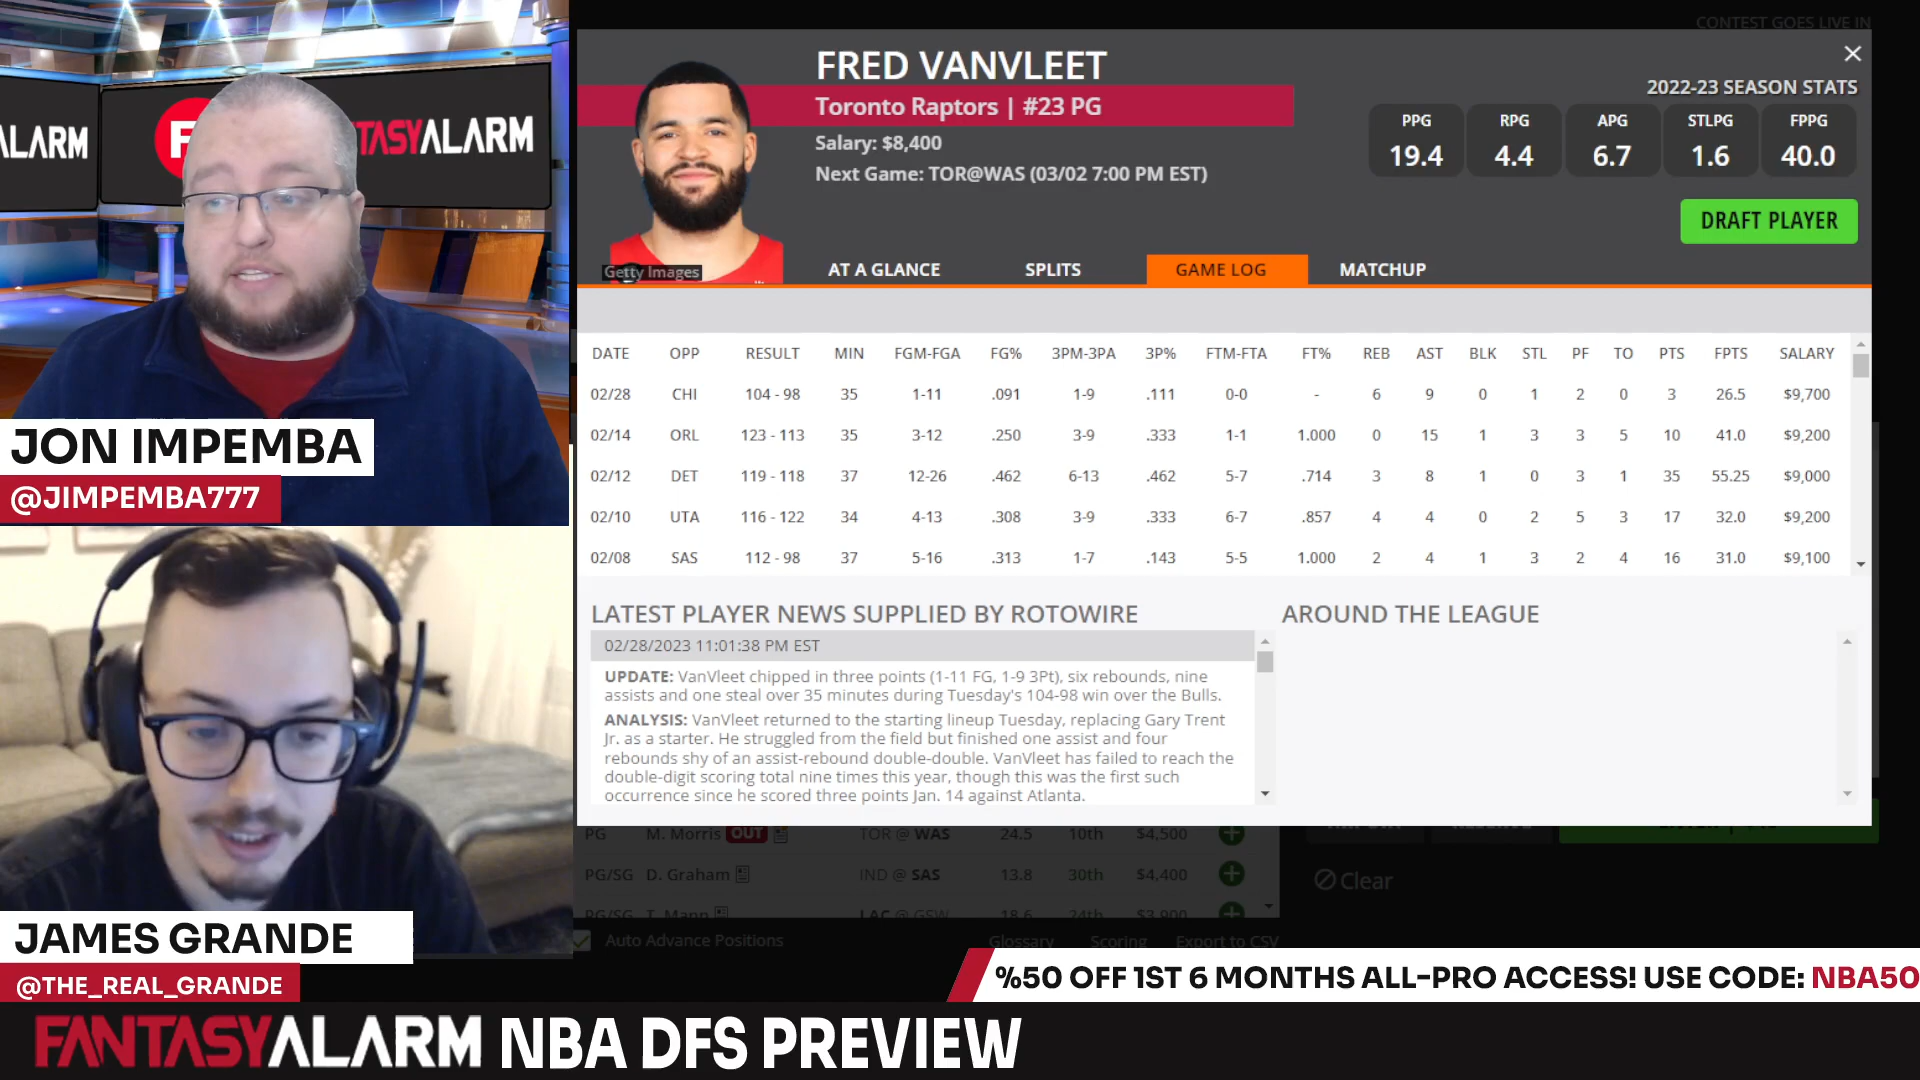 CONTEST GOES LIVE IN
ALARM
F
FANTASYALARM
JON IMPEMBA
@JIMPEMBA777
JAMES GRANDE
@THE_REAL_GRANDE
FRED VANVLEET
Toronto Raptors | #23 PG
Salary: $8,400
Next Game: TOR@WAS (03/02 7:00 PM EST)
Getty Images
2022-23 SEASON STATS
PPG RPG APG STLPG FPPG
19.4 4.4 6.7 1.6 40.0
DRAFT PLAYER
AT A GLANCE SPLITS GAME LOG MATCHUP
DATE OPP RESULT MIN FGM-FGA FG% 3PM-3PA 3P% FTM-FTA FT% REB AST BLK STL PF TO PTS FPTS SALARY
02/28 CHI 104 - 98 35 1-11 .091 1-9 .111 0-0 - 6 9 0 1 2 0 3 26.5 $9,700
02/14 ORL 123 - 113 35 3-12 .250 3-9 .333 1-1 1.000 0 15 1 3 3 5 10 41.0 $9,200
02/12 DET 119 - 118 37 12-26 .462 6-13 .462 5-7 .714 3 8 1 0 3 1 35 55.25 $9,000
02/10 UTA 116 - 122 34 4-13 .308 3-9 .333 6-7 .857 4 4 0 2 5 3 17 32.0 $9,200
02/08 SAS 112 - 98 37 5-16 .313 1-7 .143 5-5 1.000 2 4 1 3 2 4 16 31.0 $9,100
LATEST PLAYER NEWS SUPPLIED BY ROTOWIRE
02/28/2023 11:01:38 PM EST
UPDATE: VanVleet chipped in three points (1-11 FG, 1-9 3Pt), six rebounds, nine
assists and one steal over 35 minutes during Tuesday's 104-98 win over the Bulls.
ANALYSIS: VanVleet returned to the starting lineup Tuesday, replacing Gary Trent
Jr. as a starter. He struggled from the field but finished one assist and four
rebounds shy of an assist-rebound double-double. VanVleet has failed to reach the
double-digit scoring total nine times this year, though this was the first such
occurrence since he scored three points Jan. 14 against Atlanta.
AROUND THE LEAGUE
PG M. Morris OUT TOR @ WAS 24.5 10th $4,500
PG/SG D. Graham IND @ SAS 13.8 30th $4,400
PG/SG T. Mann LAC @ GSW 18.6 24th $3,900
Clear
Auto Advance Positions
Glossary Scoring Export to CSV
%50 OFF 1ST 6 MONTHS ALL-PRO ACCESS! USE CODE: NBA50
FANTASYALARM NBA DFS PREVIEW